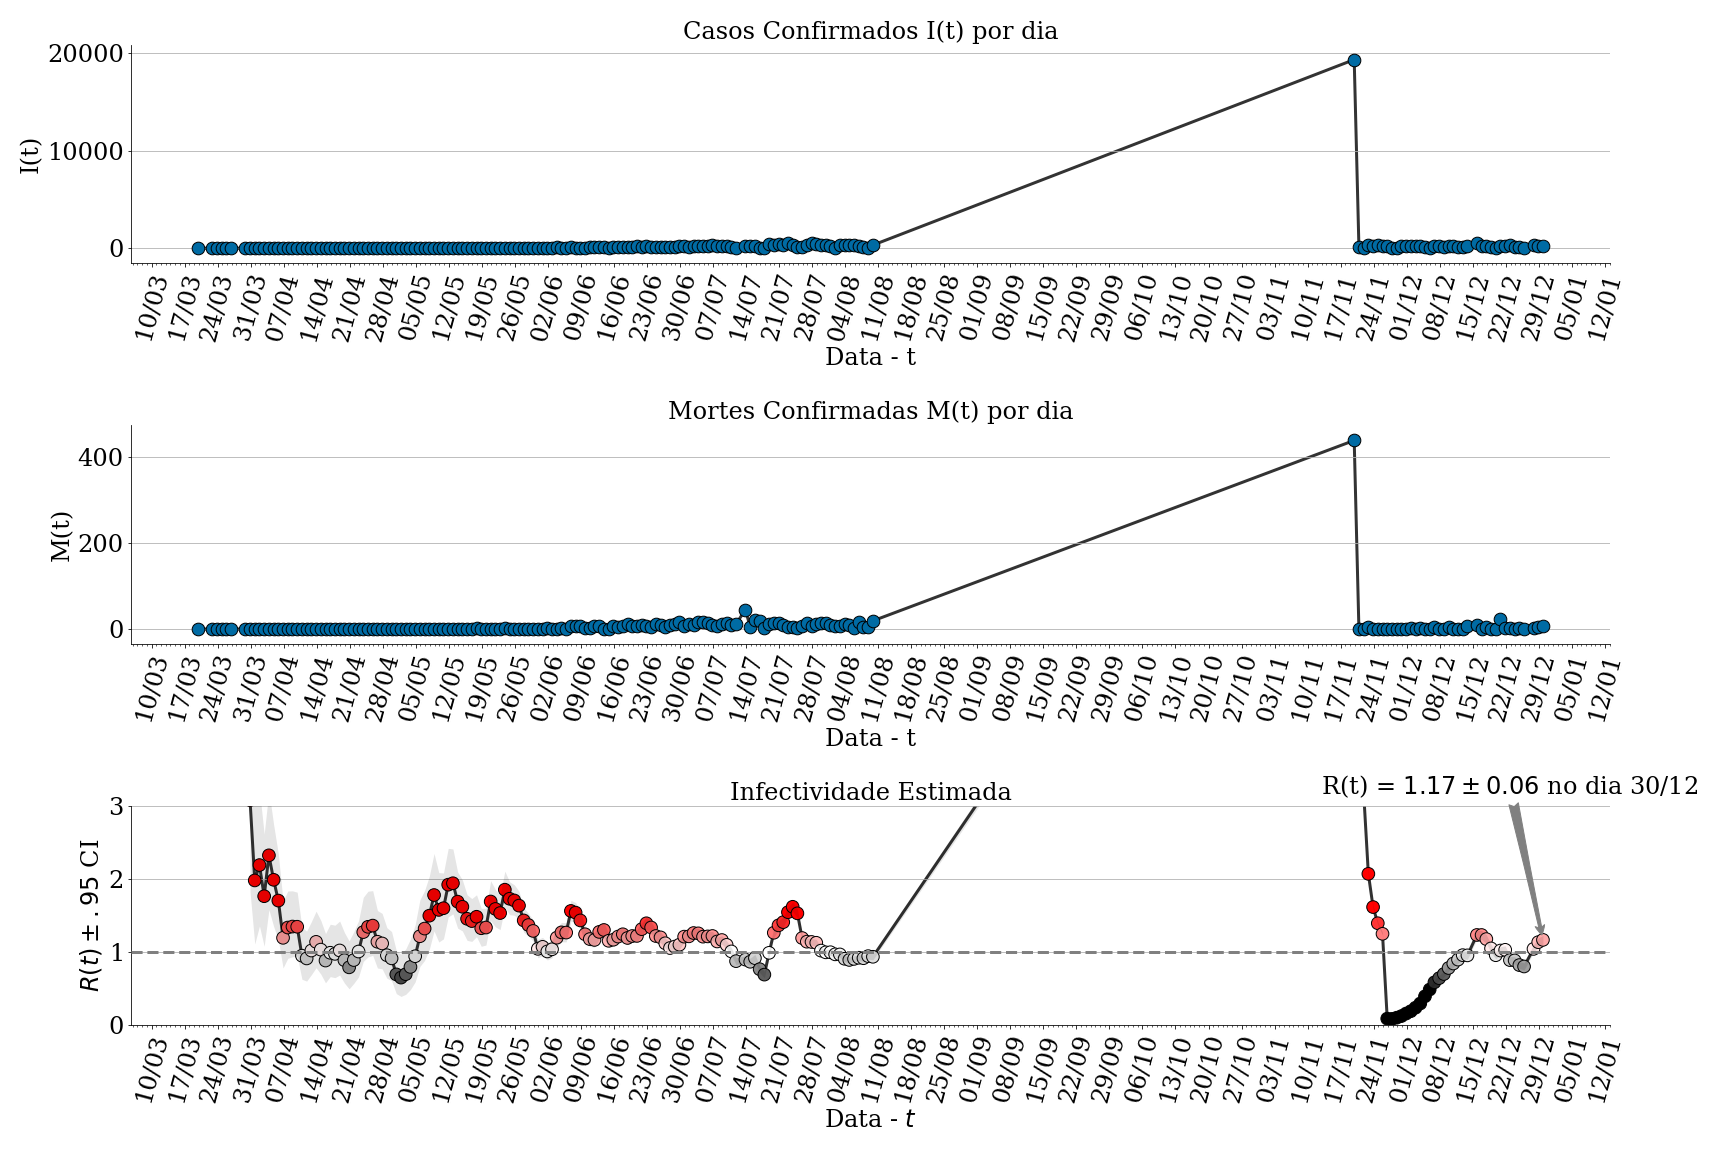 Casos Confirmados I(t) por dia
20000
10000
0
I(t)
10/03 17/03 24/03 31/03 07/04 14/04 21/04 28/04 05/05 12/05 19/05 26/05 02/06 09/06 16/06 23/06 30/06 07/07 14/07 21/07 28/07 04/08 11/08 18/08 25/08 01/09 08/09 15/09 22/09 29/09 06/10 13/10 20/10 27/10 03/11 10/11 17/11 24/11 01/12 08/12 15/12 22/12 29/12 05/01 12/01
Data - t
Mortes Confirmadas M(t) por dia
400
200
0
M(t)
10/03 17/03 24/03 31/03 07/04 14/04 21/04 28/04 05/05 12/05 19/05 26/05 02/06 09/06 16/06 23/06 30/06 07/07 14/07 21/07 28/07 04/08 11/08 18/08 25/08 01/09 08/09 15/09 22/09 29/09 06/10 13/10 20/10 27/10 03/11 10/11 17/11 24/11 01/12 08/12 15/12 22/12 29/12 05/01 12/01
Data - t
Infectividade Estimada
R(t) = 1.17 ± 0.06 no dia 30/12
3
2
1
0
R(t) ± .95 CI
10/03 17/03 24/03 31/03 07/04 14/04 21/04 28/04 05/05 12/05 19/05 26/05 02/06 09/06 16/06 23/06 30/06 07/07 14/07 21/07 28/07 04/08 11/08 18/08 25/08 01/09 08/09 15/09 22/09 29/09 06/10 13/10 20/10 27/10 03/11 10/11 17/11 24/11 01/12 08/12 15/12 22/12 29/12 05/01 12/01
Data - t